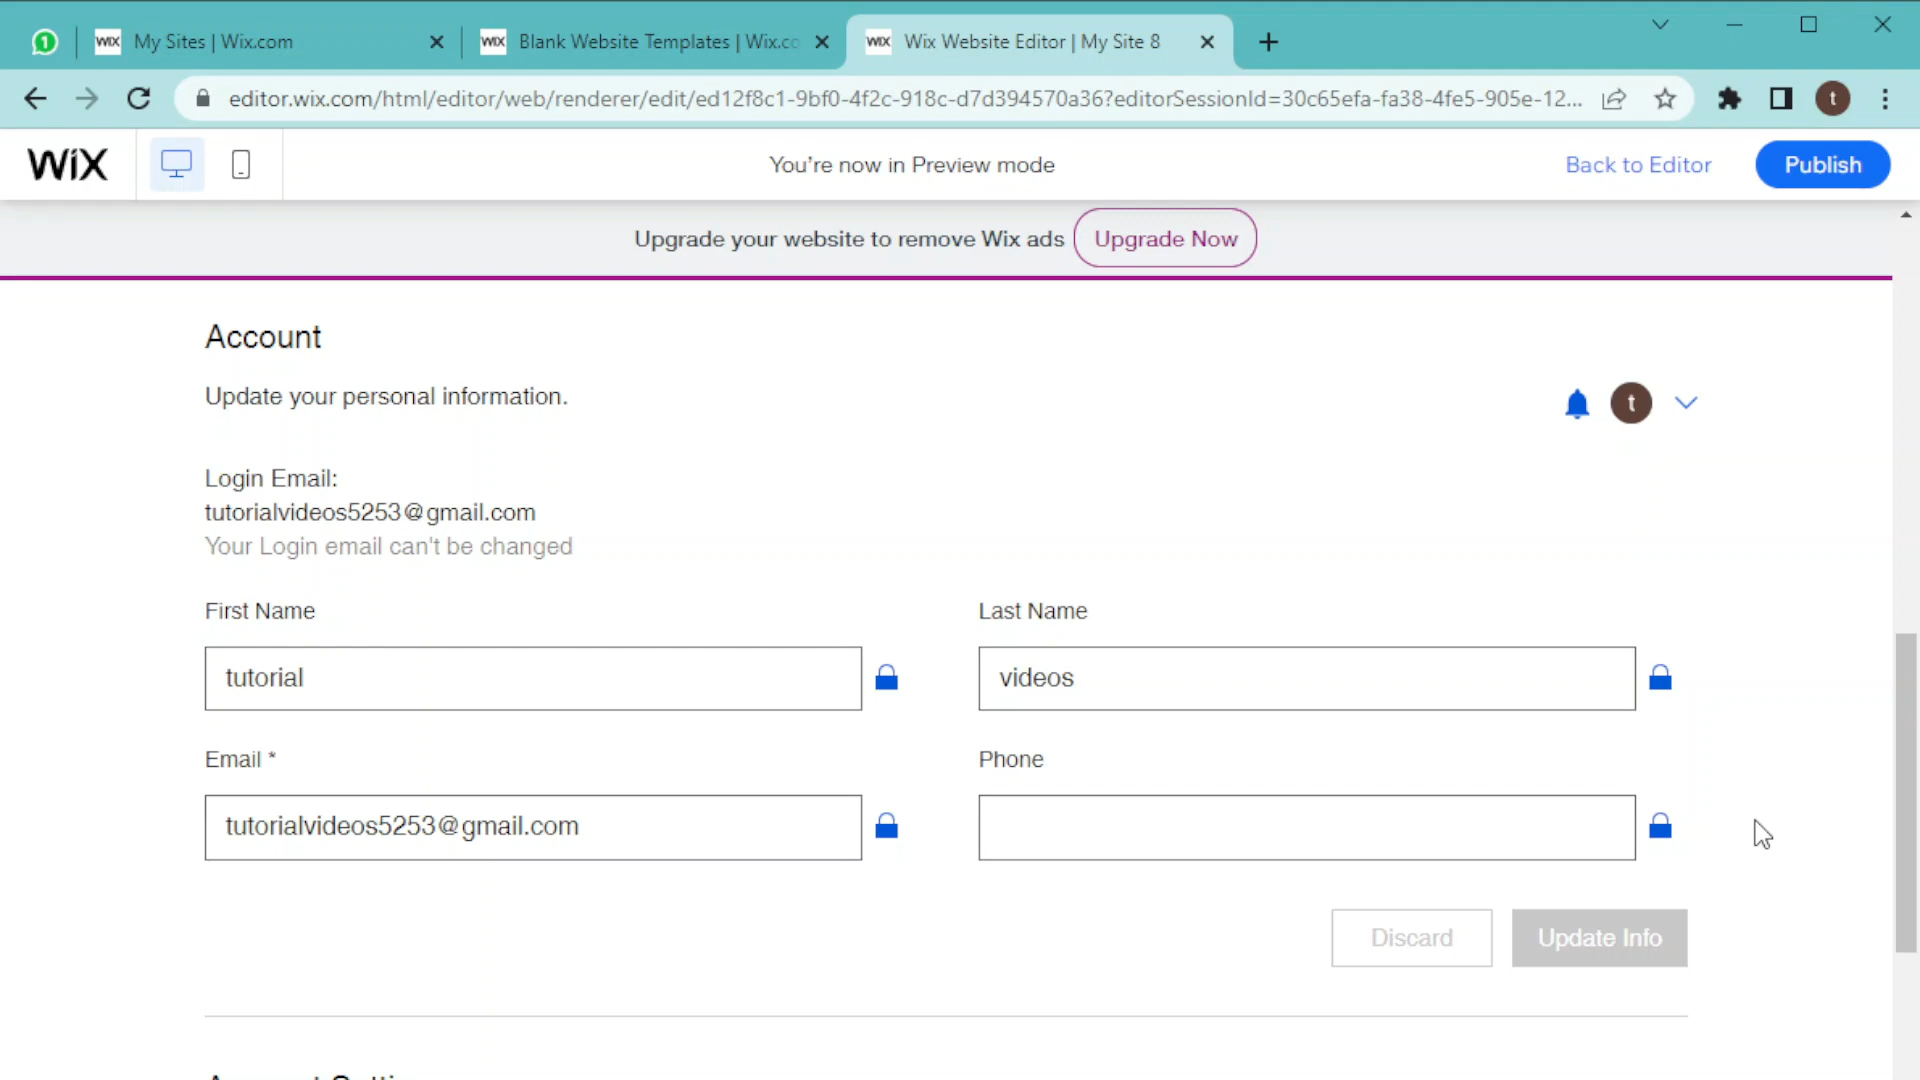 1
WiX My Sites | Wix.com
WiX Blank Website Templates | Wix.co
WiX Wix Website Editor | My Site 8
editor.wix.com/html/editor/web/renderer/edit/ed12f8c1-9bf0-4f2c-918c-d7d394570a36?editorSessionId=30c65efa-fa38-4fe5-905e-12...
t
WiX
You're now in Preview mode
Back to Editor
Publish
Upgrade your website to remove Wix ads
Upgrade Now
Account
Update your personal information.
t
Login Email:
tutorialvideos5253@gmail.com
Your Login email can't be changed
First Name
Last Name
tutorial
videos
Email *
Phone
tutorialvideos5253@gmail.com
Discard
Update Info